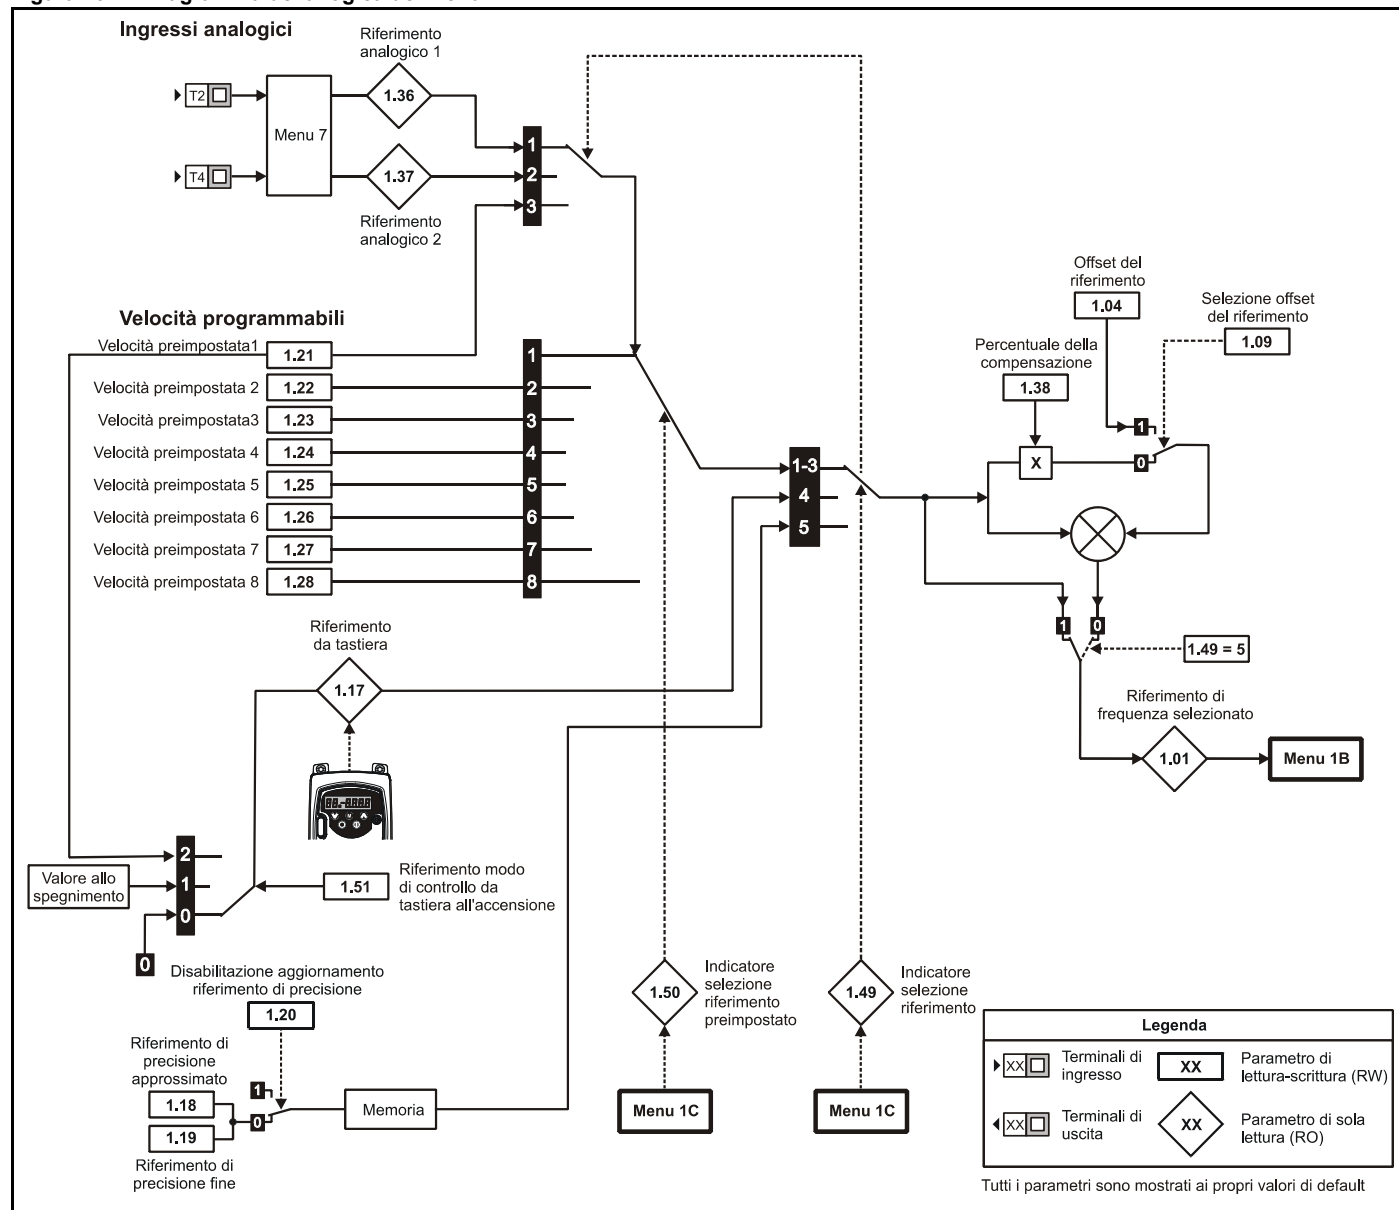 Ingressi analogici
Riferimento
analogico 1
T2
1.36
Menu 7
T4
1.37
Riferimento
analogico 2
1
2
3
Velocità programmabili
Velocità preimpostata1
1.21
1
Velocità preimpostata 2
1.22
2
Velocità preimpostata3
1.23
3
Velocità preimpostata 4
1.24
4
Velocità preimpostata 5
1.25
5
Velocità preimpostata 6
1.26
6
Velocità preimpostata 7
1.27
7
Velocità preimpostata 8
1.28
8
Offset del
riferimento
1.04
Selezione offset
del riferimento
1.09
Percentuale della
compensazione
1.38
1
0
X
1-3
4
5
1
0
1.49 = 5
Riferimento di
frequenza selezionato
1.01
Menu 1B
Riferimento
da tastiera
1.17
2
Valore allo
spegnimento
1
0
0
1.51
Riferimento modo
di controllo da
tastiera all'accensione
Disabilitazione aggiornamento
riferimento di precisione
1.20
Riferimento di
precisione
approssimato
1.18
1.19
Riferimento di
precisione fine
1
0
Memoria
1.50
Indicatore
selezione
riferimento
preimpostato
Menu 1C
1.49
Indicatore
selezione
riferimento
Menu 1C
Legenda
XX
Terminali di
ingresso
XX
Parametro di
lettura-scrittura (RW)
XX
Terminali di
uscita
XX
Parametro di sola
lettura (RO)
Tutti i parametri sono mostrati ai propri valori di default